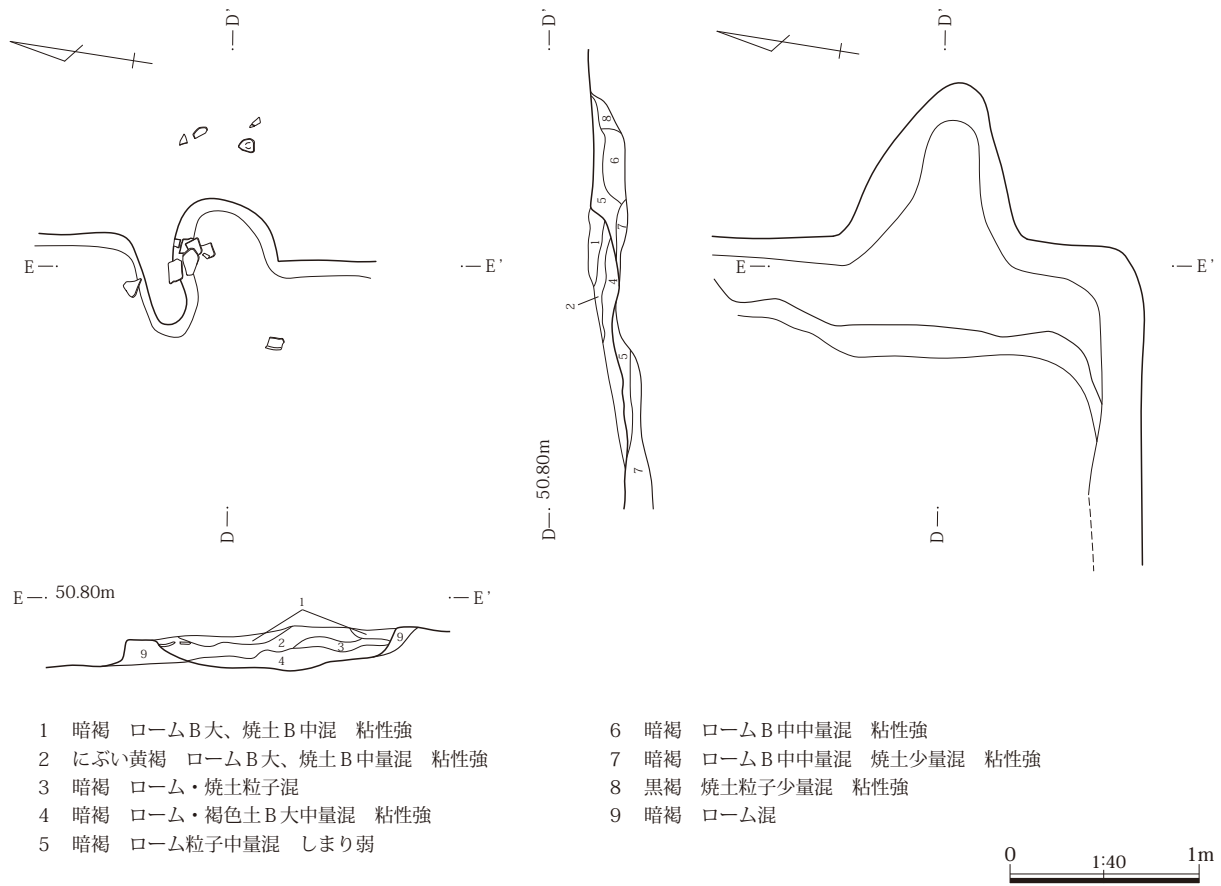 D'
D'
D'
E
E'
E
E'
8
6
5
7
1
4
2
5
7
D
D 50.80m
D
E 50.80m
E'
1
2
3
9
9
4
1 暗褐 ロームB大、焼土B中混 粘性強
2 にぶい黄褐 ロームB大、焼土B中量混 粘性強
3 暗褐 ローム・焼土粒子混
4 暗褐 ローム・褐色土B大中量混 粘性強
5 暗褐 ローム粒子中量混 しまり弱
6 暗褐 ロームB中中量混 粘性強
7 暗褐 ロームB中中量混 焼土少量混 粘性強
8 黒褐 焼土粒子少量混 粘性強
9 暗褐 ローム混
0 1:40 1m